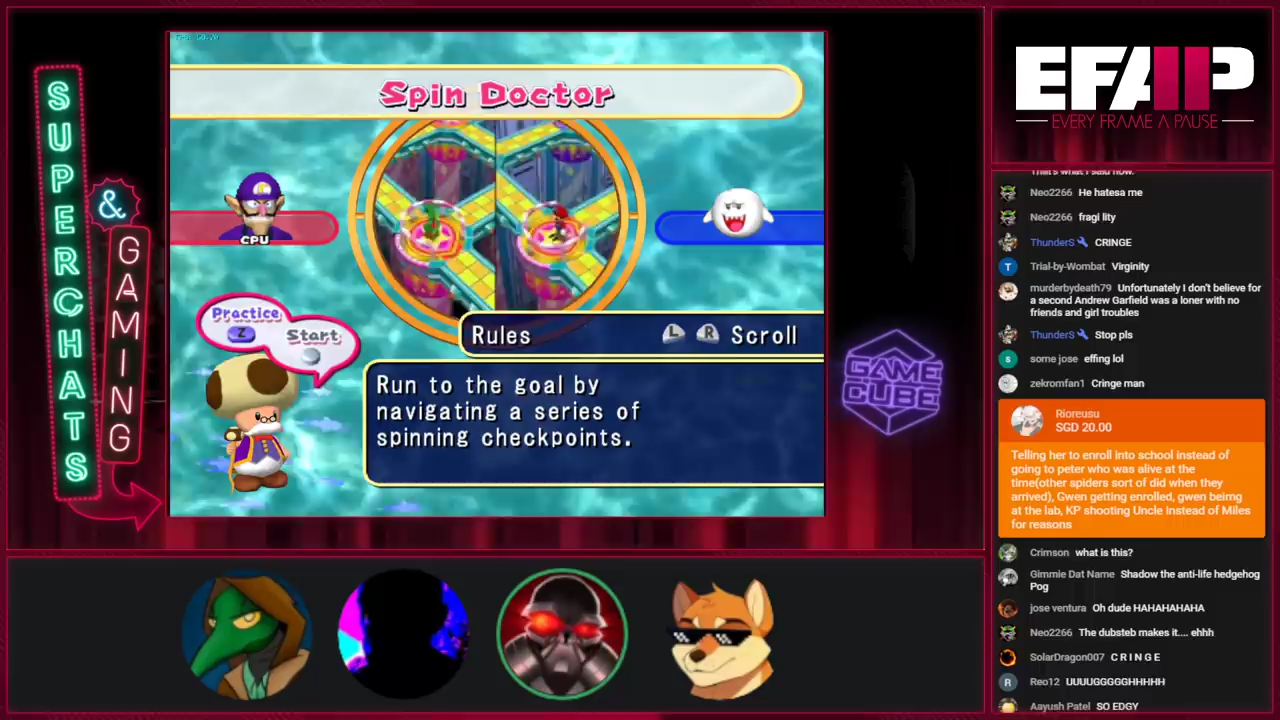 SUPERCHATS
&
GAMING
Spin Doctor
CPU
Practice
Z
Start
Rules
L R Scroll
Run to the goal by
navigating a series of
spinning checkpoints.
GAME
CUBE
EFAP
EVERY FRAME A PAUSE
That's what I said now.
Neo2266 He hatesa me
Neo2266 fragi lity
ThunderS CRINGE
T Trial-by-Wombat Virginity
murderbydeath79 Unfortunately I don't believe for
a second Andrew Garfield was a loner with no
friends and girl troubles
ThunderS Stop pls
s some jose effing lol
zekromfan1 Cringe man
Rioreusu
SGD 20.00
Telling her to enroll into school instead of
going to peter who was alive at the
time(other spiders sort of did when they
arrived), Gwen getting enrolled, gwen beimg
at the lab, KP shooting Uncle instead of Miles
for reasons
Crimson what is this?
Gimmie Dat Name Shadow the anti-life hedgehog
Pog
jose ventura Oh dude HAHAHAHAHA
Neo2266 The dubsteb makes it.... ehhh
SolarDragon007 C R I N G E
R Reo12 UUUUGGGGGHHHHH
Aayush Patel SO EDGY